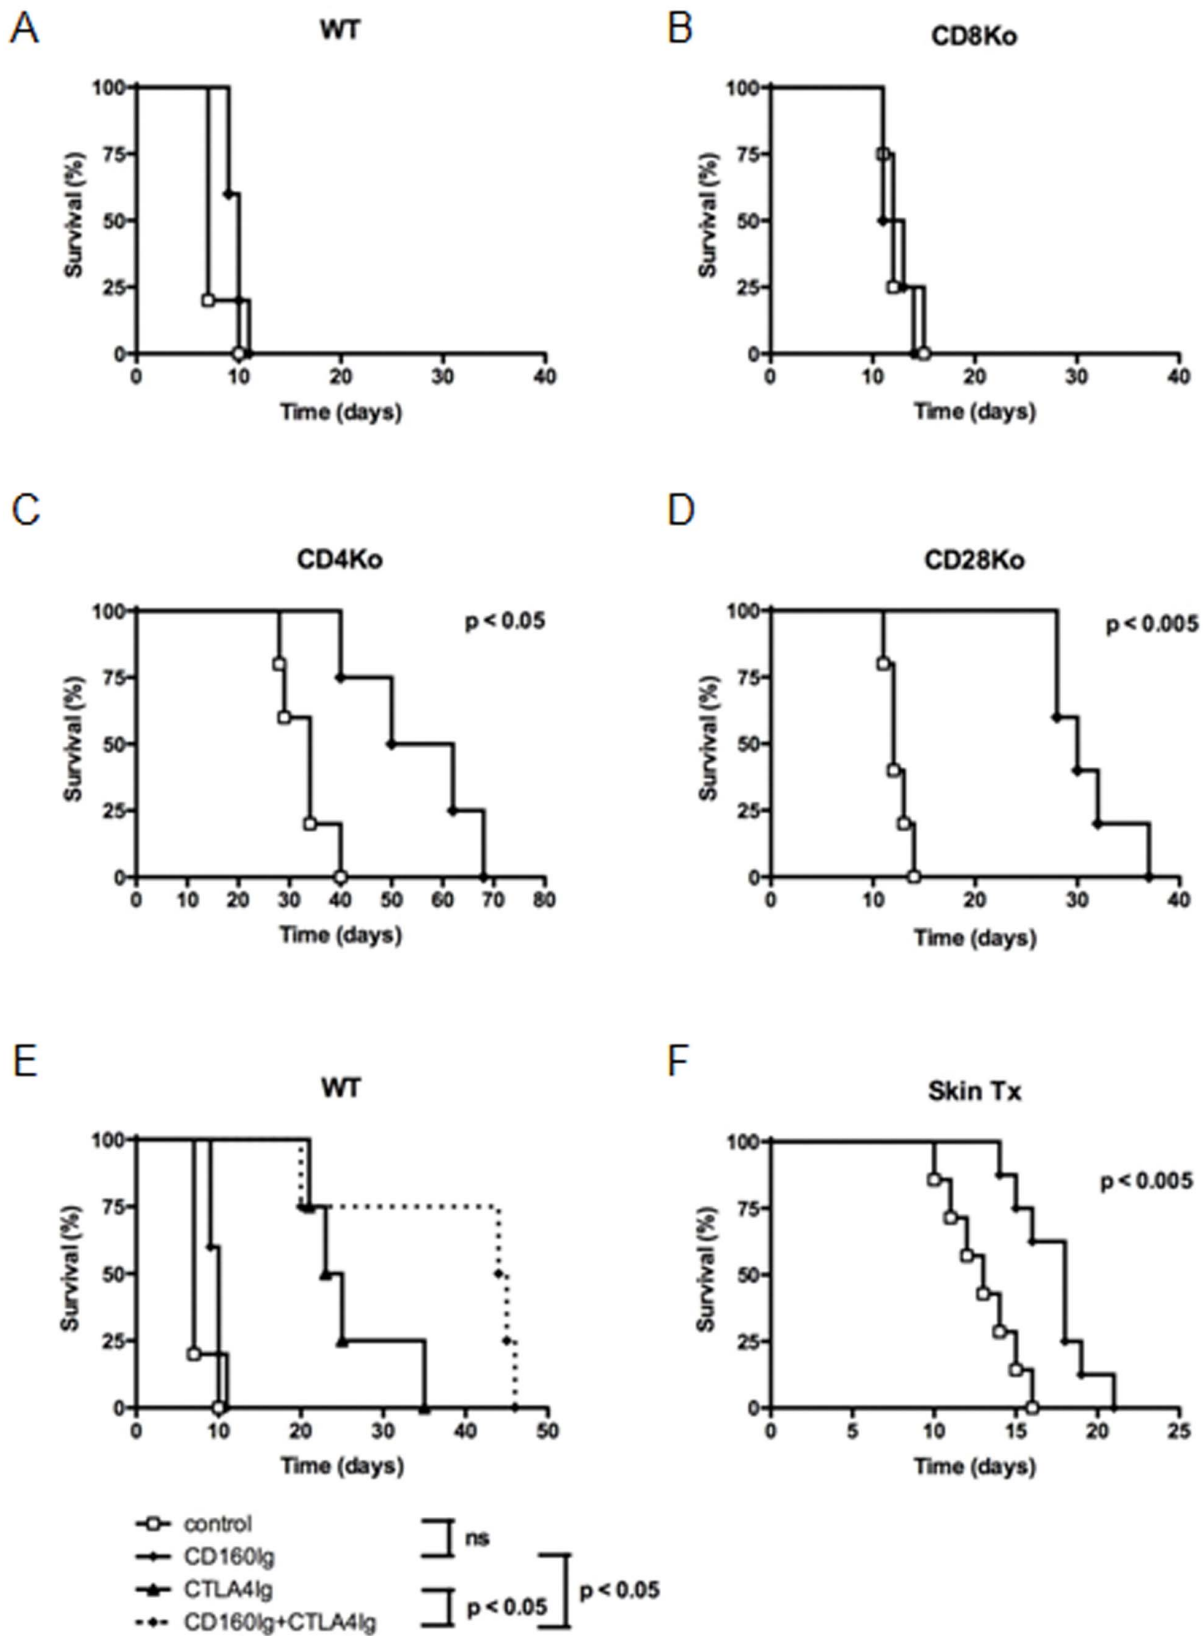 A
WT
100
75
50
25
0
Survival (%)
0 10 20 30 40
Time (days)
B
CD8Ko
100
75
50
25
0
Survival (%)
0 10 20 30 40
Time (days)
C
CD4Ko
p < 0.05
100
75
50
25
0
Survival (%)
0 10 20 30 40 50 60 70 80
Time (days)
D
CD28Ko
p < 0.005
100
75
50
25
0
Survival (%)
0 10 20 30 40
Time (days)
E
WT
100
75
50
25
0
Survival (%)
0 10 20 30 40 50
Time (days)
F
Skin Tx
p < 0.005
100
75
50
25
0
Survival (%)
0 5 10 15 20 25
Time (days)
control
CD160Ig
CTLA4Ig
CD160Ig+CTLA4Ig
ns
p < 0.05
p < 0.05